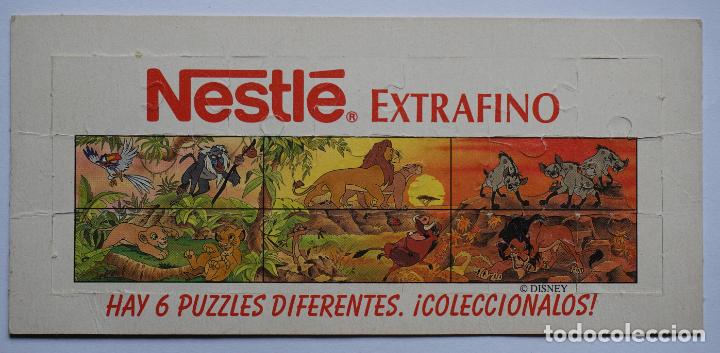 Nestlé® EXTRAFINO
© DISNEY
HAY 6 PUZZLES DIFERENTES. ¡COLECCIONALOS!
todocoleccion